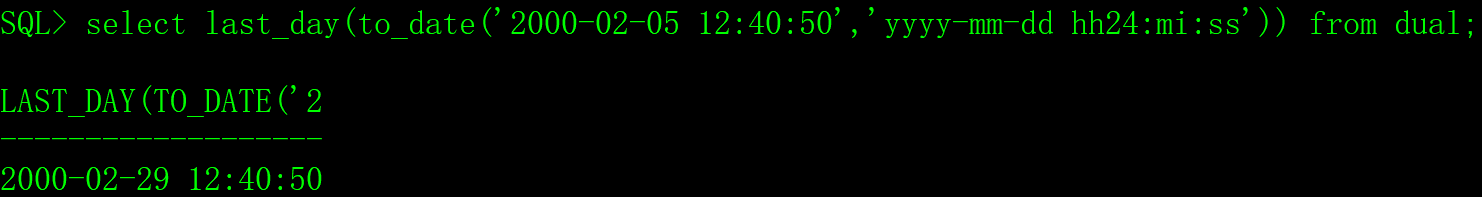 SQL> select last_day(to_date('2000-02-05 12:40:50','yyyy-mm-dd hh24:mi:ss')) from dual;
LAST_DAY(TO_DATE('2
-------------------
2000-02-29 12:40:50